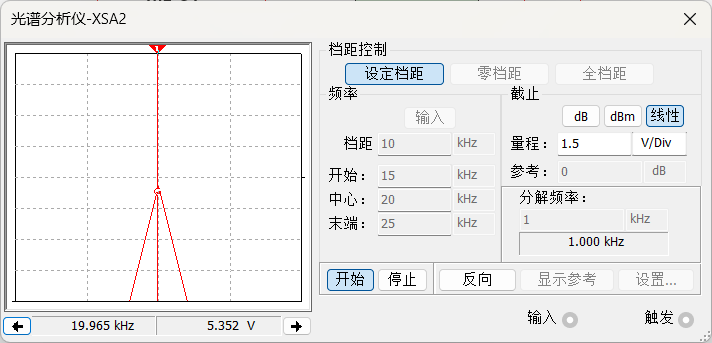 光谱分析仪-XSA2
档距控制
设定档距 零档距 全档距
频率
输入
档距 10 kHz
开始： 15 kHz
中心： 20 kHz
末端： 25 kHz
截止
dB dBm 线性
量程： 1.5 V/Div
参考： 0 dB
分解频率：
1 kHz
1.000 kHz
开始 停止 反向 显示参考 设置...
19.965 kHz 5.352 V
输入 触发